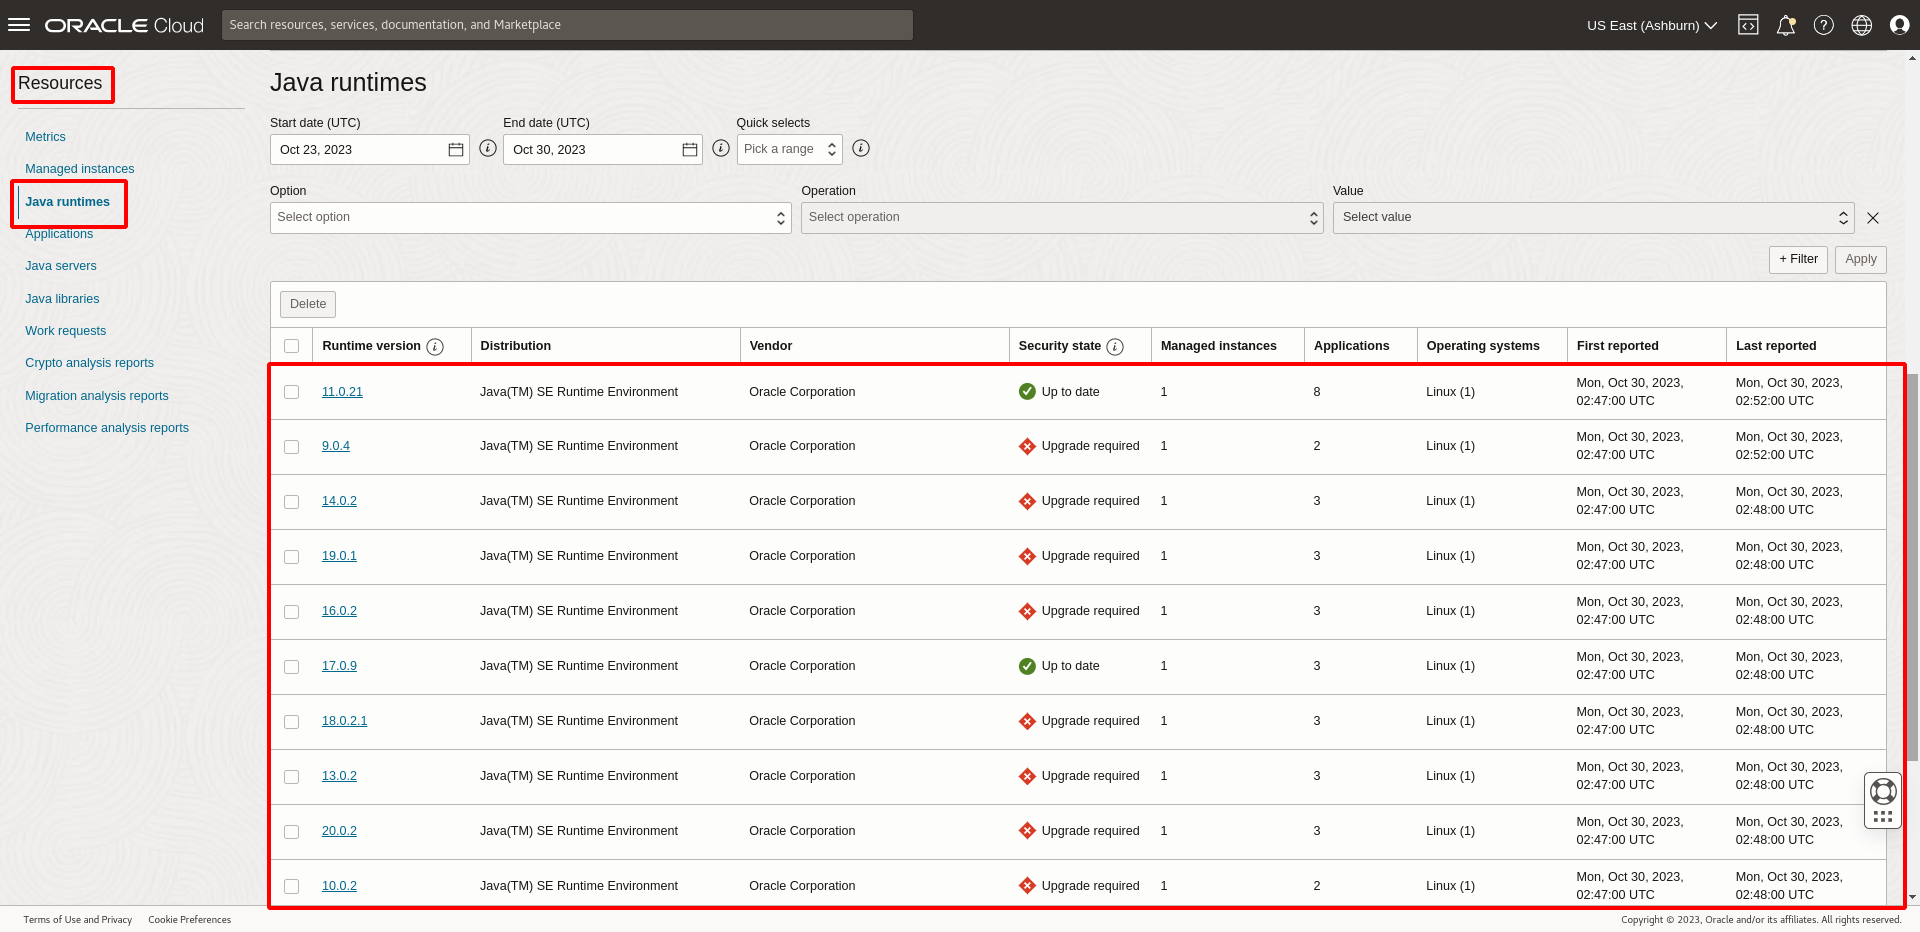 ORACLE Cloud
Search resources, services, documentation, and Marketplace
US East (Ashburn)
Resources
Metrics
Managed instances
Java runtimes
Applications
Java servers
Java libraries
Work requests
Crypto analysis reports
Migration analysis reports
Performance analysis reports
Java runtimes
Start date (UTC) End date (UTC) Quick selects
Oct 23, 2023 Oct 30, 2023 Pick a range
Option Operation Value
Select option Select operation Select value
+ Filter Apply
Delete
Runtime version Distribution Vendor Security state Managed instances Applications Operating systems First reported Last reported
11.0.21 Java(TM) SE Runtime Environment Oracle Corporation Up to date 1 8 Linux (1) Mon, Oct 30, 2023, Mon, Oct 30, 2023,
02:47:00 UTC 02:52:00 UTC
9.0.4 Java(TM) SE Runtime Environment Oracle Corporation Upgrade required 1 2 Linux (1) Mon, Oct 30, 2023, Mon, Oct 30, 2023,
02:47:00 UTC 02:52:00 UTC
14.0.2 Java(TM) SE Runtime Environment Oracle Corporation Upgrade required 1 3 Linux (1) Mon, Oct 30, 2023, Mon, Oct 30, 2023,
02:47:00 UTC 02:48:00 UTC
19.0.1 Java(TM) SE Runtime Environment Oracle Corporation Upgrade required 1 3 Linux (1) Mon, Oct 30, 2023, Mon, Oct 30, 2023,
02:47:00 UTC 02:48:00 UTC
16.0.2 Java(TM) SE Runtime Environment Oracle Corporation Upgrade required 1 3 Linux (1) Mon, Oct 30, 2023, Mon, Oct 30, 2023,
02:47:00 UTC 02:48:00 UTC
17.0.9 Java(TM) SE Runtime Environment Oracle Corporation Up to date 1 3 Linux (1) Mon, Oct 30, 2023, Mon, Oct 30, 2023,
02:47:00 UTC 02:48:00 UTC
18.0.2.1 Java(TM) SE Runtime Environment Oracle Corporation Upgrade required 1 3 Linux (1) Mon, Oct 30, 2023, Mon, Oct 30, 2023,
02:47:00 UTC 02:48:00 UTC
13.0.2 Java(TM) SE Runtime Environment Oracle Corporation Upgrade required 1 3 Linux (1) Mon, Oct 30, 2023, Mon, Oct 30, 2023,
02:47:00 UTC 02:48:00 UTC
20.0.2 Java(TM) SE Runtime Environment Oracle Corporation Upgrade required 1 3 Linux (1) Mon, Oct 30, 2023, Mon, Oct 30, 2023,
02:47:00 UTC 02:48:00 UTC
10.0.2 Java(TM) SE Runtime Environment Oracle Corporation Upgrade required 1 2 Linux (1) Mon, Oct 30, 2023, Mon, Oct 30, 2023,
02:47:00 UTC 02:48:00 UTC
Terms of Use and Privacy Cookie Preferences Copyright © 2023, Oracle and/or its affiliates. All rights reserved.